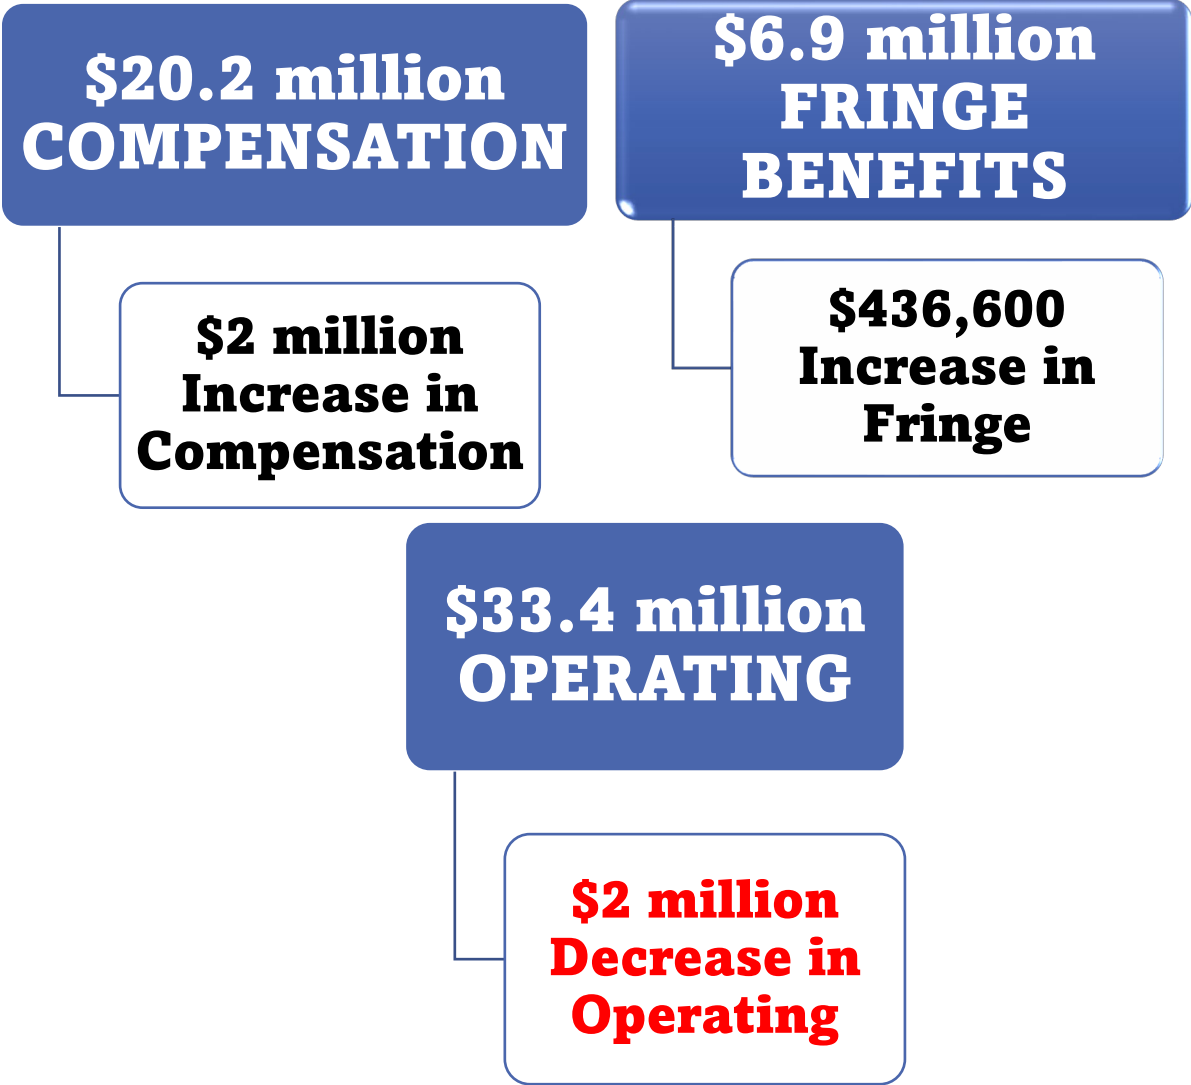 $20.2 million
COMPENSATION
$2 million
Increase in
Compensation
$6.9 million
FRINGE
BENEFITS
$436,600
Increase in
Fringe
$33.4 million
OPERATING
$2 million
Decrease in
Operating